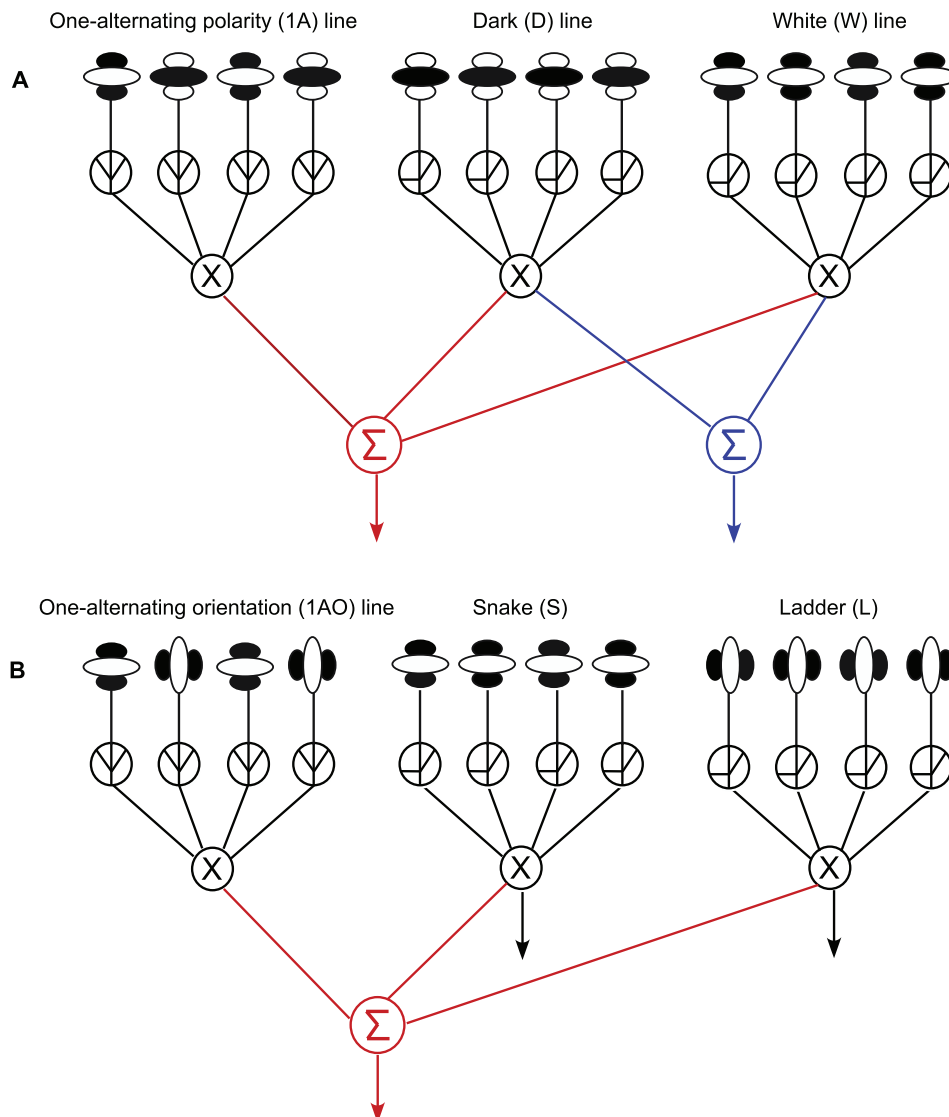 One-alternating polarity (1A) line
Dark (D) line
White (W) line
A
X
X
X
Σ
Σ
One-alternating orientation (1AO) line
Snake (S)
Ladder (L)
B
X
X
X
Σ